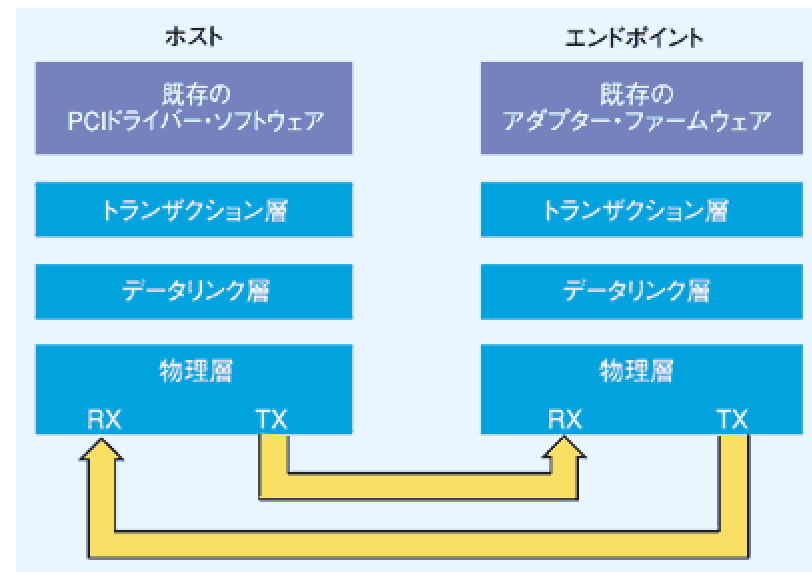 ホスト
エンドポイント
既存の
PCIドライバー・ソフトウェア
既存の
アダプター・ファームウェア
トランザクション層
トランザクション層
データリンク層
データリンク層
物理層
物理層
RX
TX
RX
TX